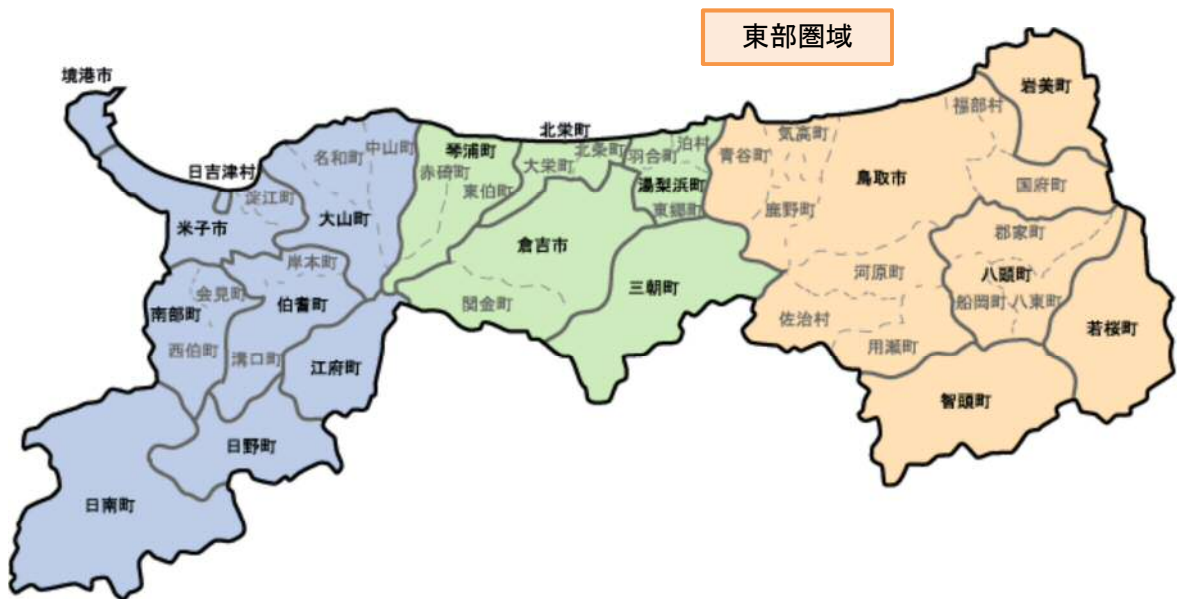 東部圏域
境港市
岩美町
福部村
北栄町
気高町
中山町
名和町
琴浦町
北条町
泊村
羽合町
青谷町
大栄町
赤碕町
日吉津村
鳥取市
国府町
湯梨浜町
東伯町
淀江町
東郷町
鹿野町
大山町
米子市
郡家町
倉吉市
岸本町
河原町
八頭町
三朝町
会見町
関金町
伯耆町
船岡町
八東町
南部町
佐治村
若桜町
用瀬町
西伯町
溝口町
江府町
智頭町
日野町
日南町